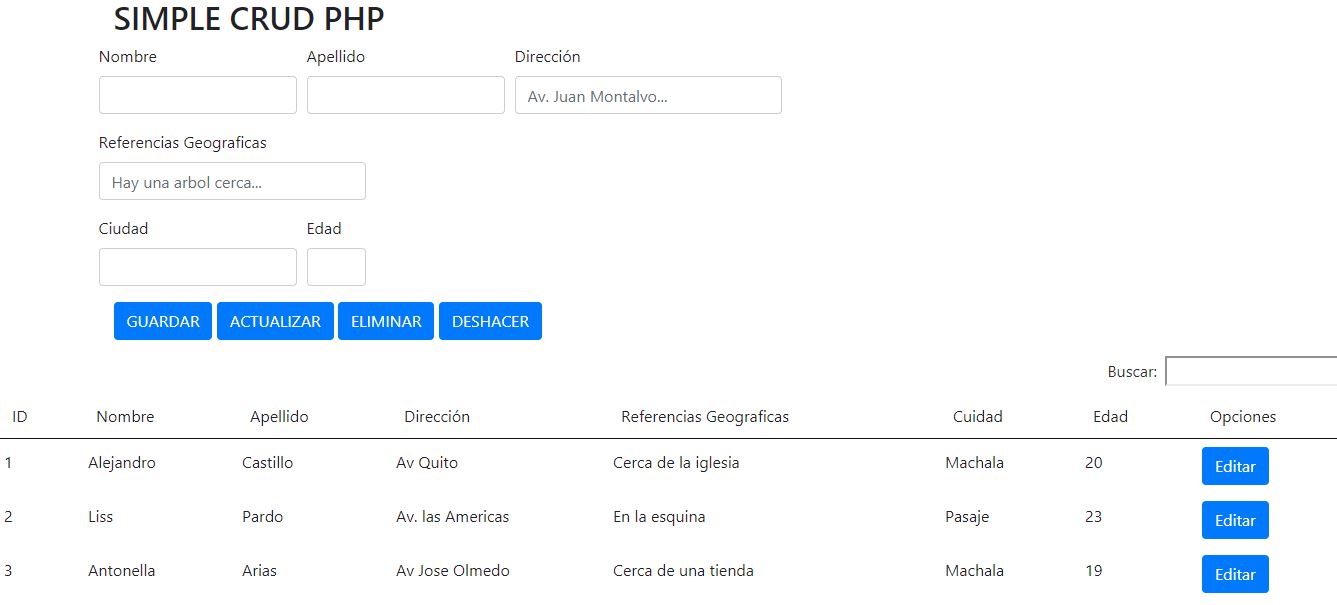 SIMPLE CRUD PHP
Nombre Apellido Dirección
Av. Juan Montalvo...
Referencias Geograficas
Hay una arbol cerca...
Ciudad Edad
GUARDAR ACTUALIZAR ELIMINAR DESHACER
Buscar:
ID Nombre Apellido Dirección Referencias Geograficas Cuidad Edad Opciones
1 Alejandro Castillo Av Quito Cerca de la iglesia Machala 20 Editar
2 Liss Pardo Av. las Americas En la esquina Pasaje 23 Editar
3 Antonella Arias Av Jose Olmedo Cerca de una tienda Machala 19 Editar